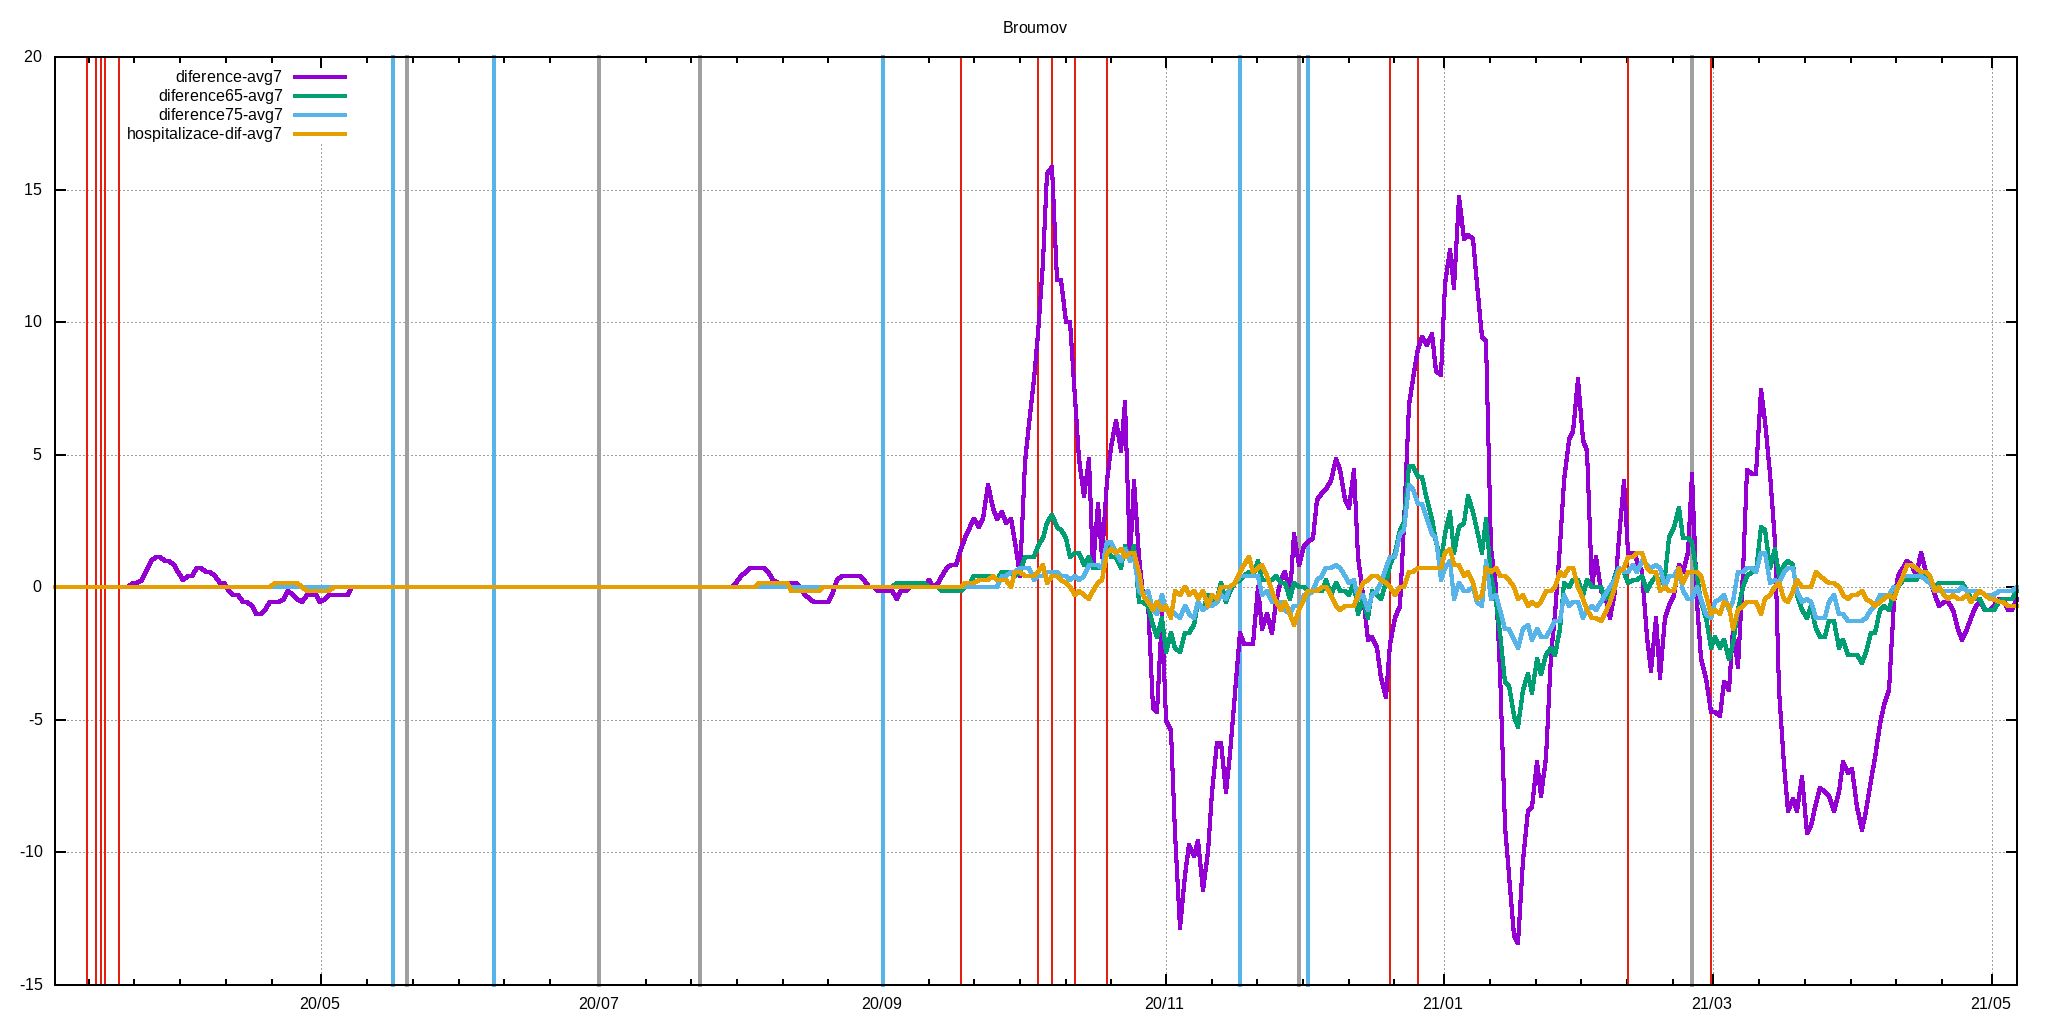 Broumov
20
diference-avg7
diference65-avg7
diference75-avg7
hospitalizace-dif-avg7
15
10
5
0
-5
-10
-15
20/05 20/07 20/09 20/11 21/01 21/03 21/05